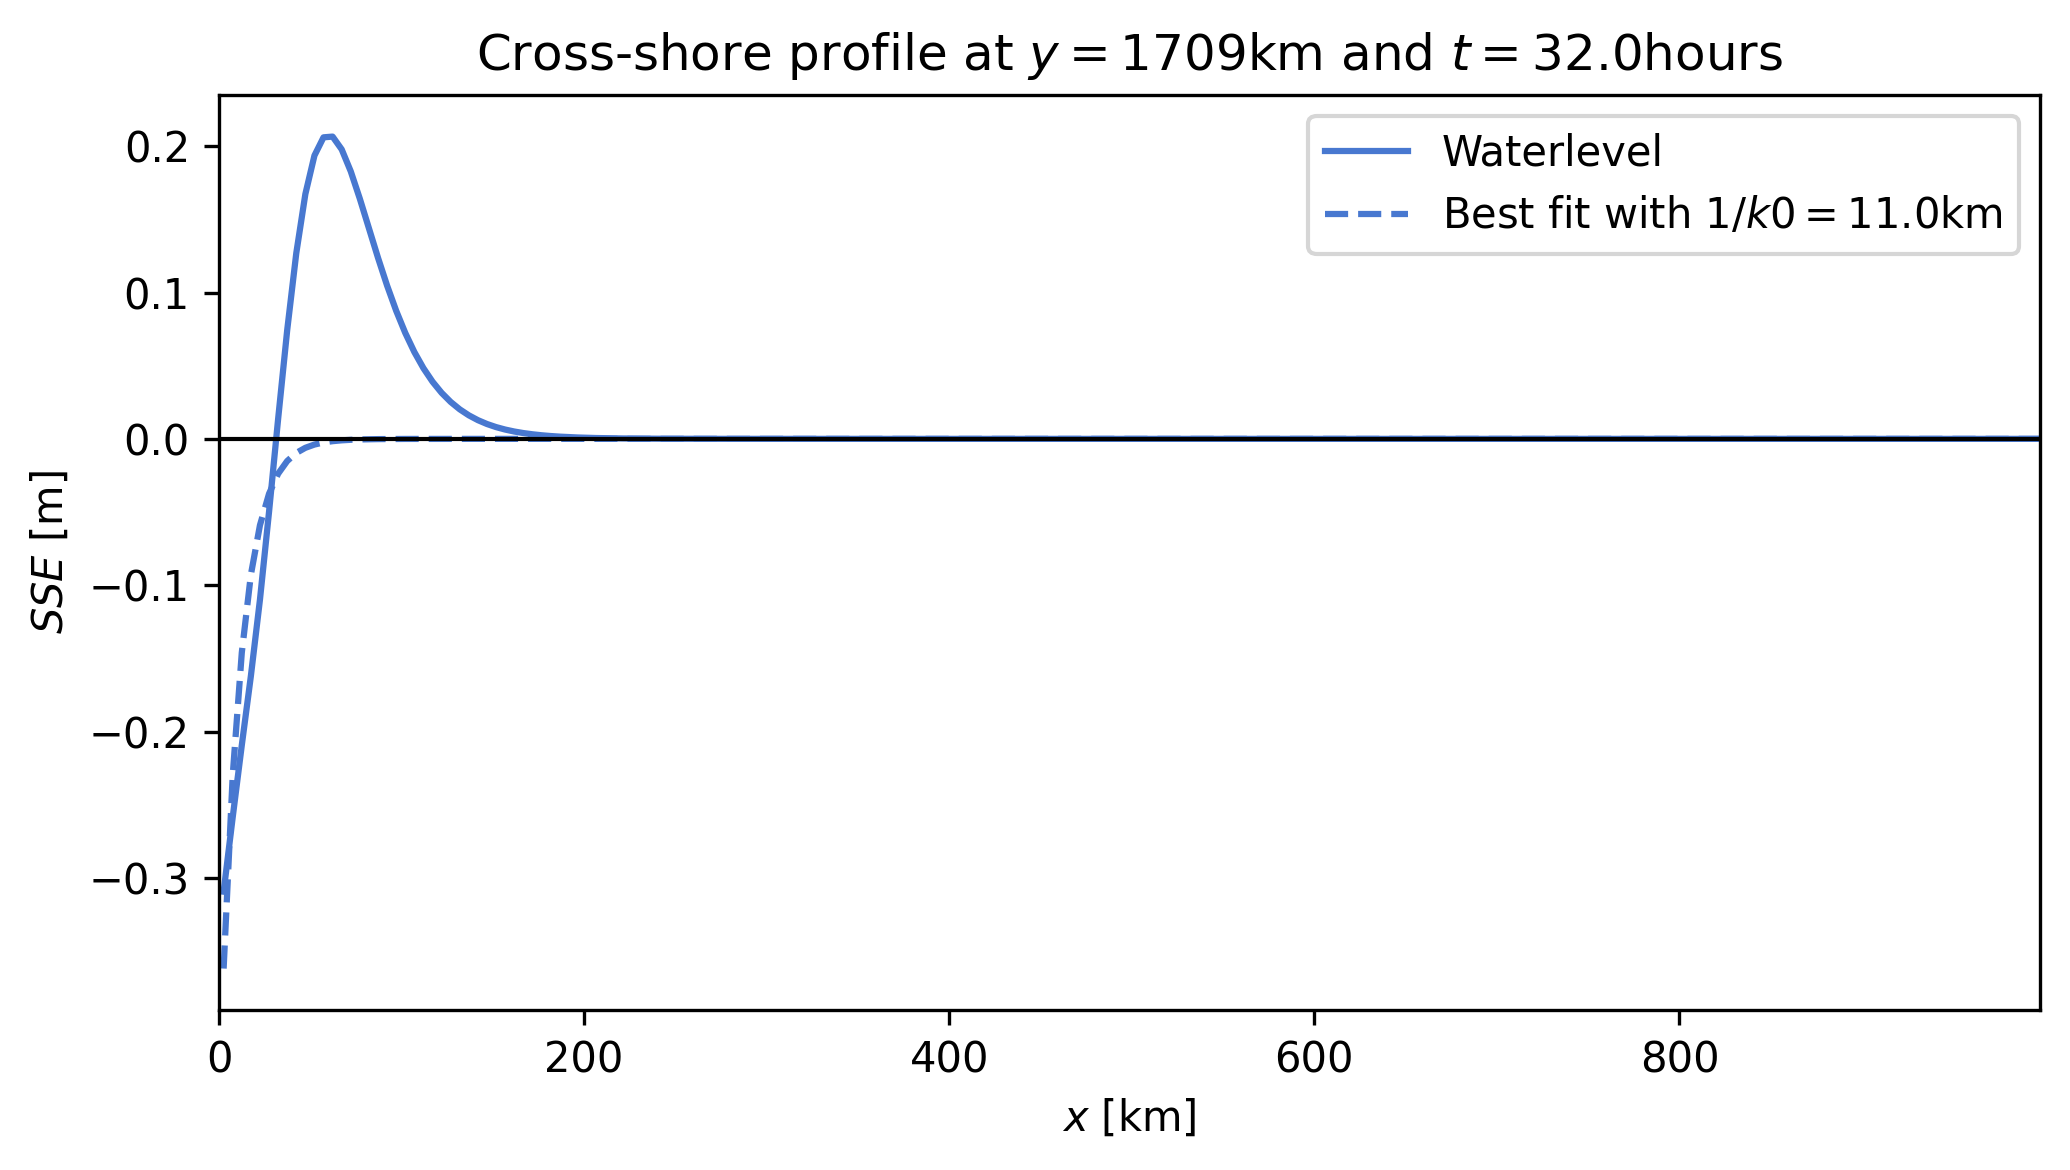 Cross-shore profile at y = 1709km and t = 32.0hours
Waterlevel
Best fit with 1/k0 = 11.0km
SSE [m]
0.2
0.1
0.0
−0.1
−0.2
−0.3
0 200 400 600 800
x [km]